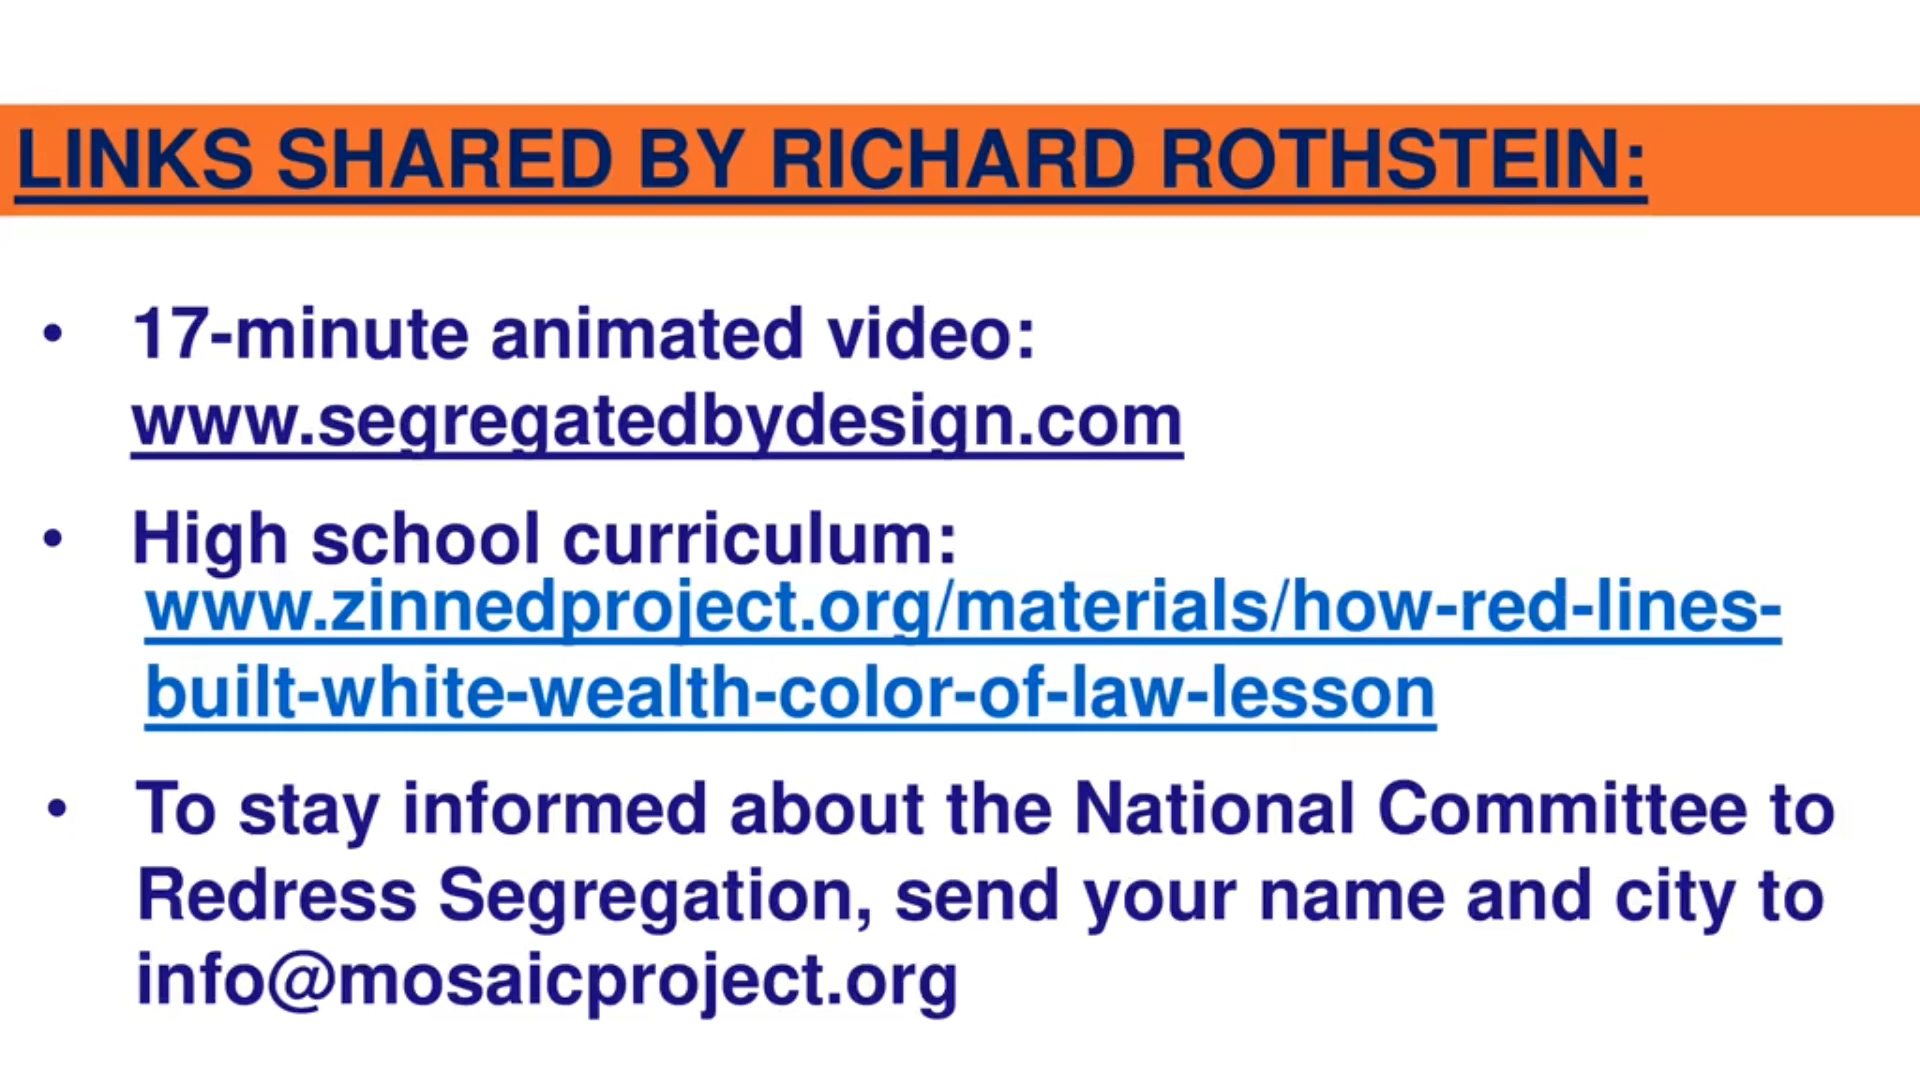 LINKS SHARED BY RICHARD ROTHSTEIN:
• 17-minute animated video:
www.segregatedbydesign.com
• High school curriculum:
www.zinnedproject.org/materials/how-red-lines-
built-white-wealth-color-of-law-lesson
• To stay informed about the National Committee to
Redress Segregation, send your name and city to
info@mosaicproject.org